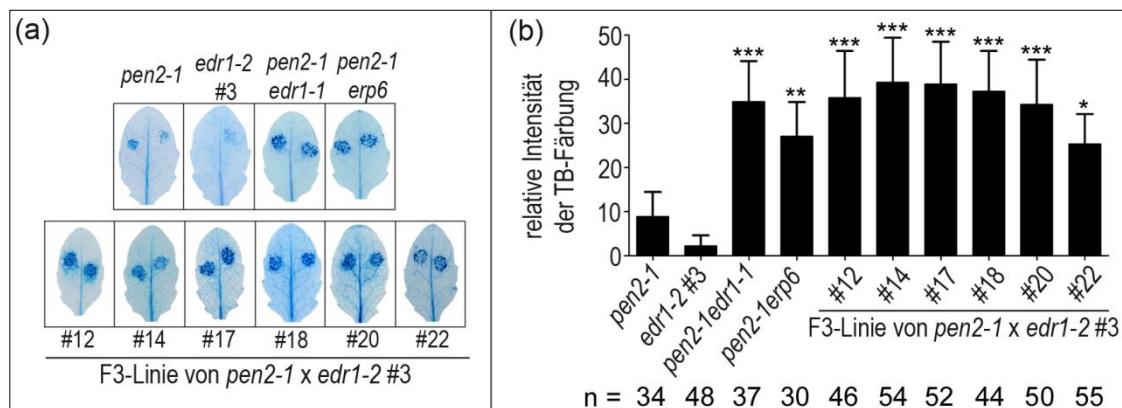 (a)
pen2-1 edr1-2 #3 pen2-1 edr1-1 pen2-1 erp6
#12 #14 #17 #18 #20 #22
F3-Linie von pen2-1 x edr1-2 #3
(b)
relative Intensität
der TB-Färbung
50
40
30
20
10
0
*** ** *** *** *** *** *** *
pen2-1 edr1-2 #3 pen2-1edr1-1 pen2-1erp6 #12 #14 #17 #18 #20 #22
F3-Linie von pen2-1 x edr1-2 #3
n = 34 48 37 30 46 54 52 44 50 55